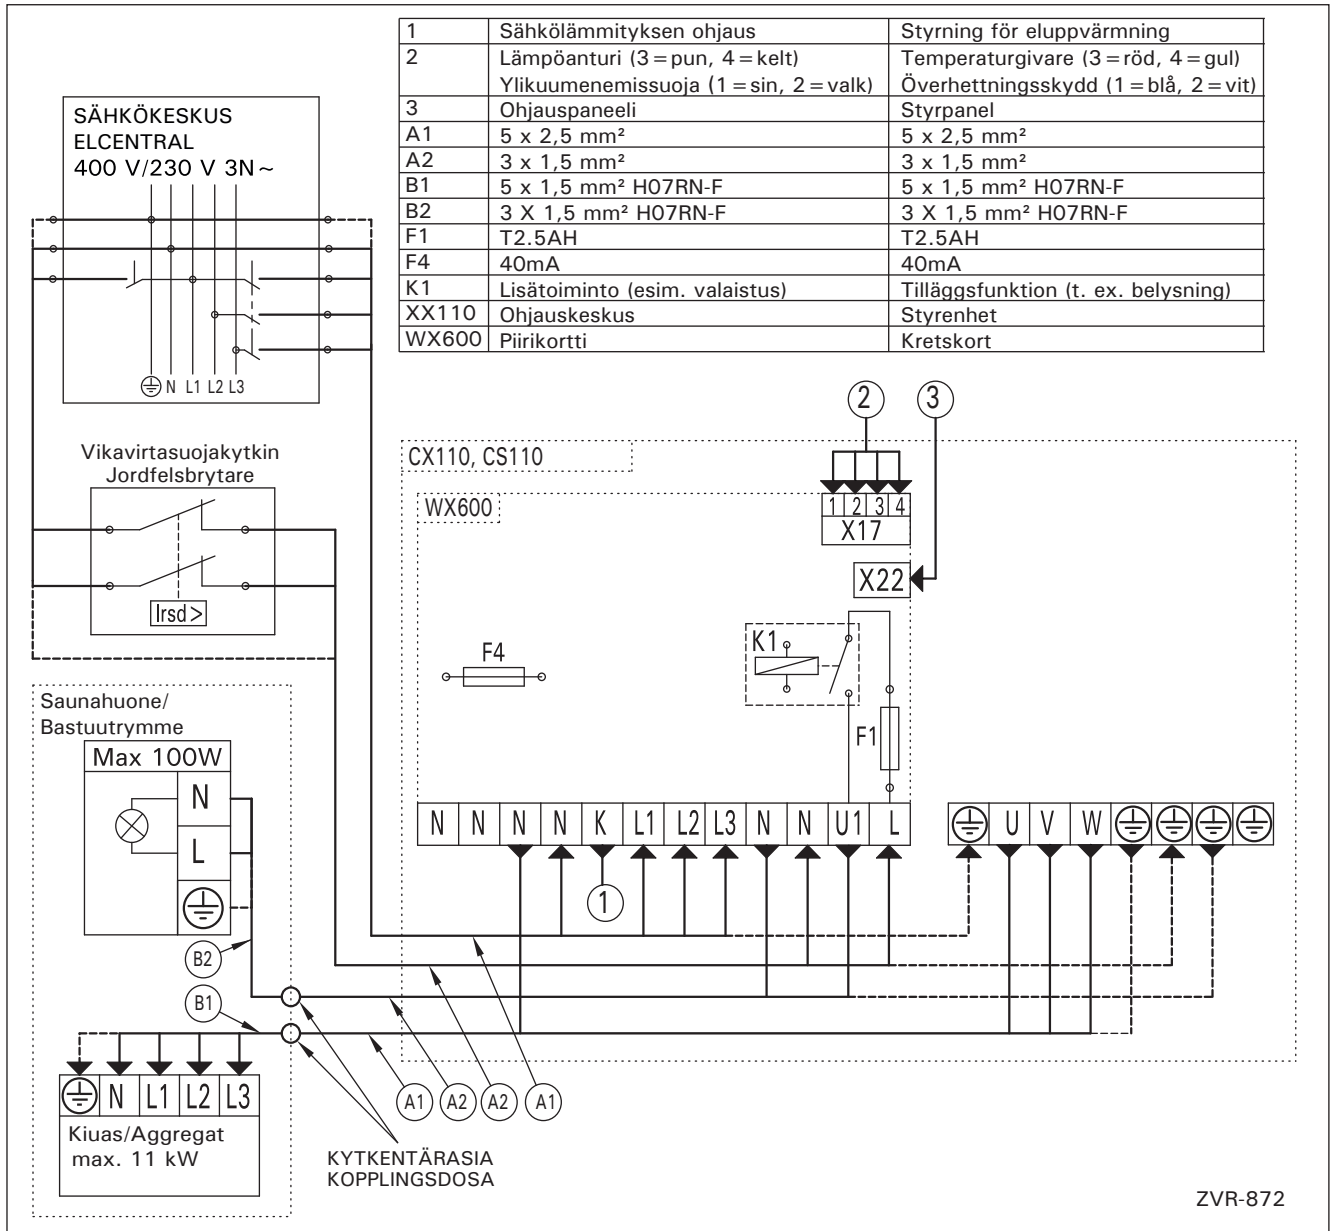 1 Sähkölämmityksen ohjaus Styrning för eluppvärmning
2 Lämpöanturi (3=pun, 4=kelt) Temperaturgivare (3=röd, 4=gul)
Ylikuumenemissuoja (1=sin, 2=valk) Överhettningsskydd (1=blå, 2=vit)
3 Ohjauspaneeli Styrpanel
A1 5 x 2,5 mm² 5 x 2,5 mm²
A2 3 x 1,5 mm² 3 x 1,5 mm²
B1 5 x 1,5 mm² H07RN-F 5 x 1,5 mm² H07RN-F
B2 3 X 1,5 mm² H07RN-F 3 X 1,5 mm² H07RN-F
F1 T2.5AH T2.5AH
F4 40mA 40mA
K1 Lisätoiminto (esim. valaistus) Tilläggsfunktion (t. ex. belysning)
XX110 Ohjauskeskus Styrenhet
WX600 Piirikortti Kretskort
SÄHKÖKESKUS
ELCENTRAL
400 V/230 V 3N~
N L1 L2 L3
Vikavirtasuojakytkin
Jordfelsbrytare
Irsd>
2 3
CX110, CS110
WX600
1 2 3 4
X17
X22
K1
F4
F1
Saunahuone/
Bastuutrymme
Max 100W
N
L
N N N N K L1 L2 L3 N N U1 L
U V W
1
B2
B1
N L1 L2 L3
Kiuas/Aggregat
max. 11 kW
A1 A2 A2 A1
KYTKENTÄRASIA
KOPPLINGSDOSA
ZVR-872